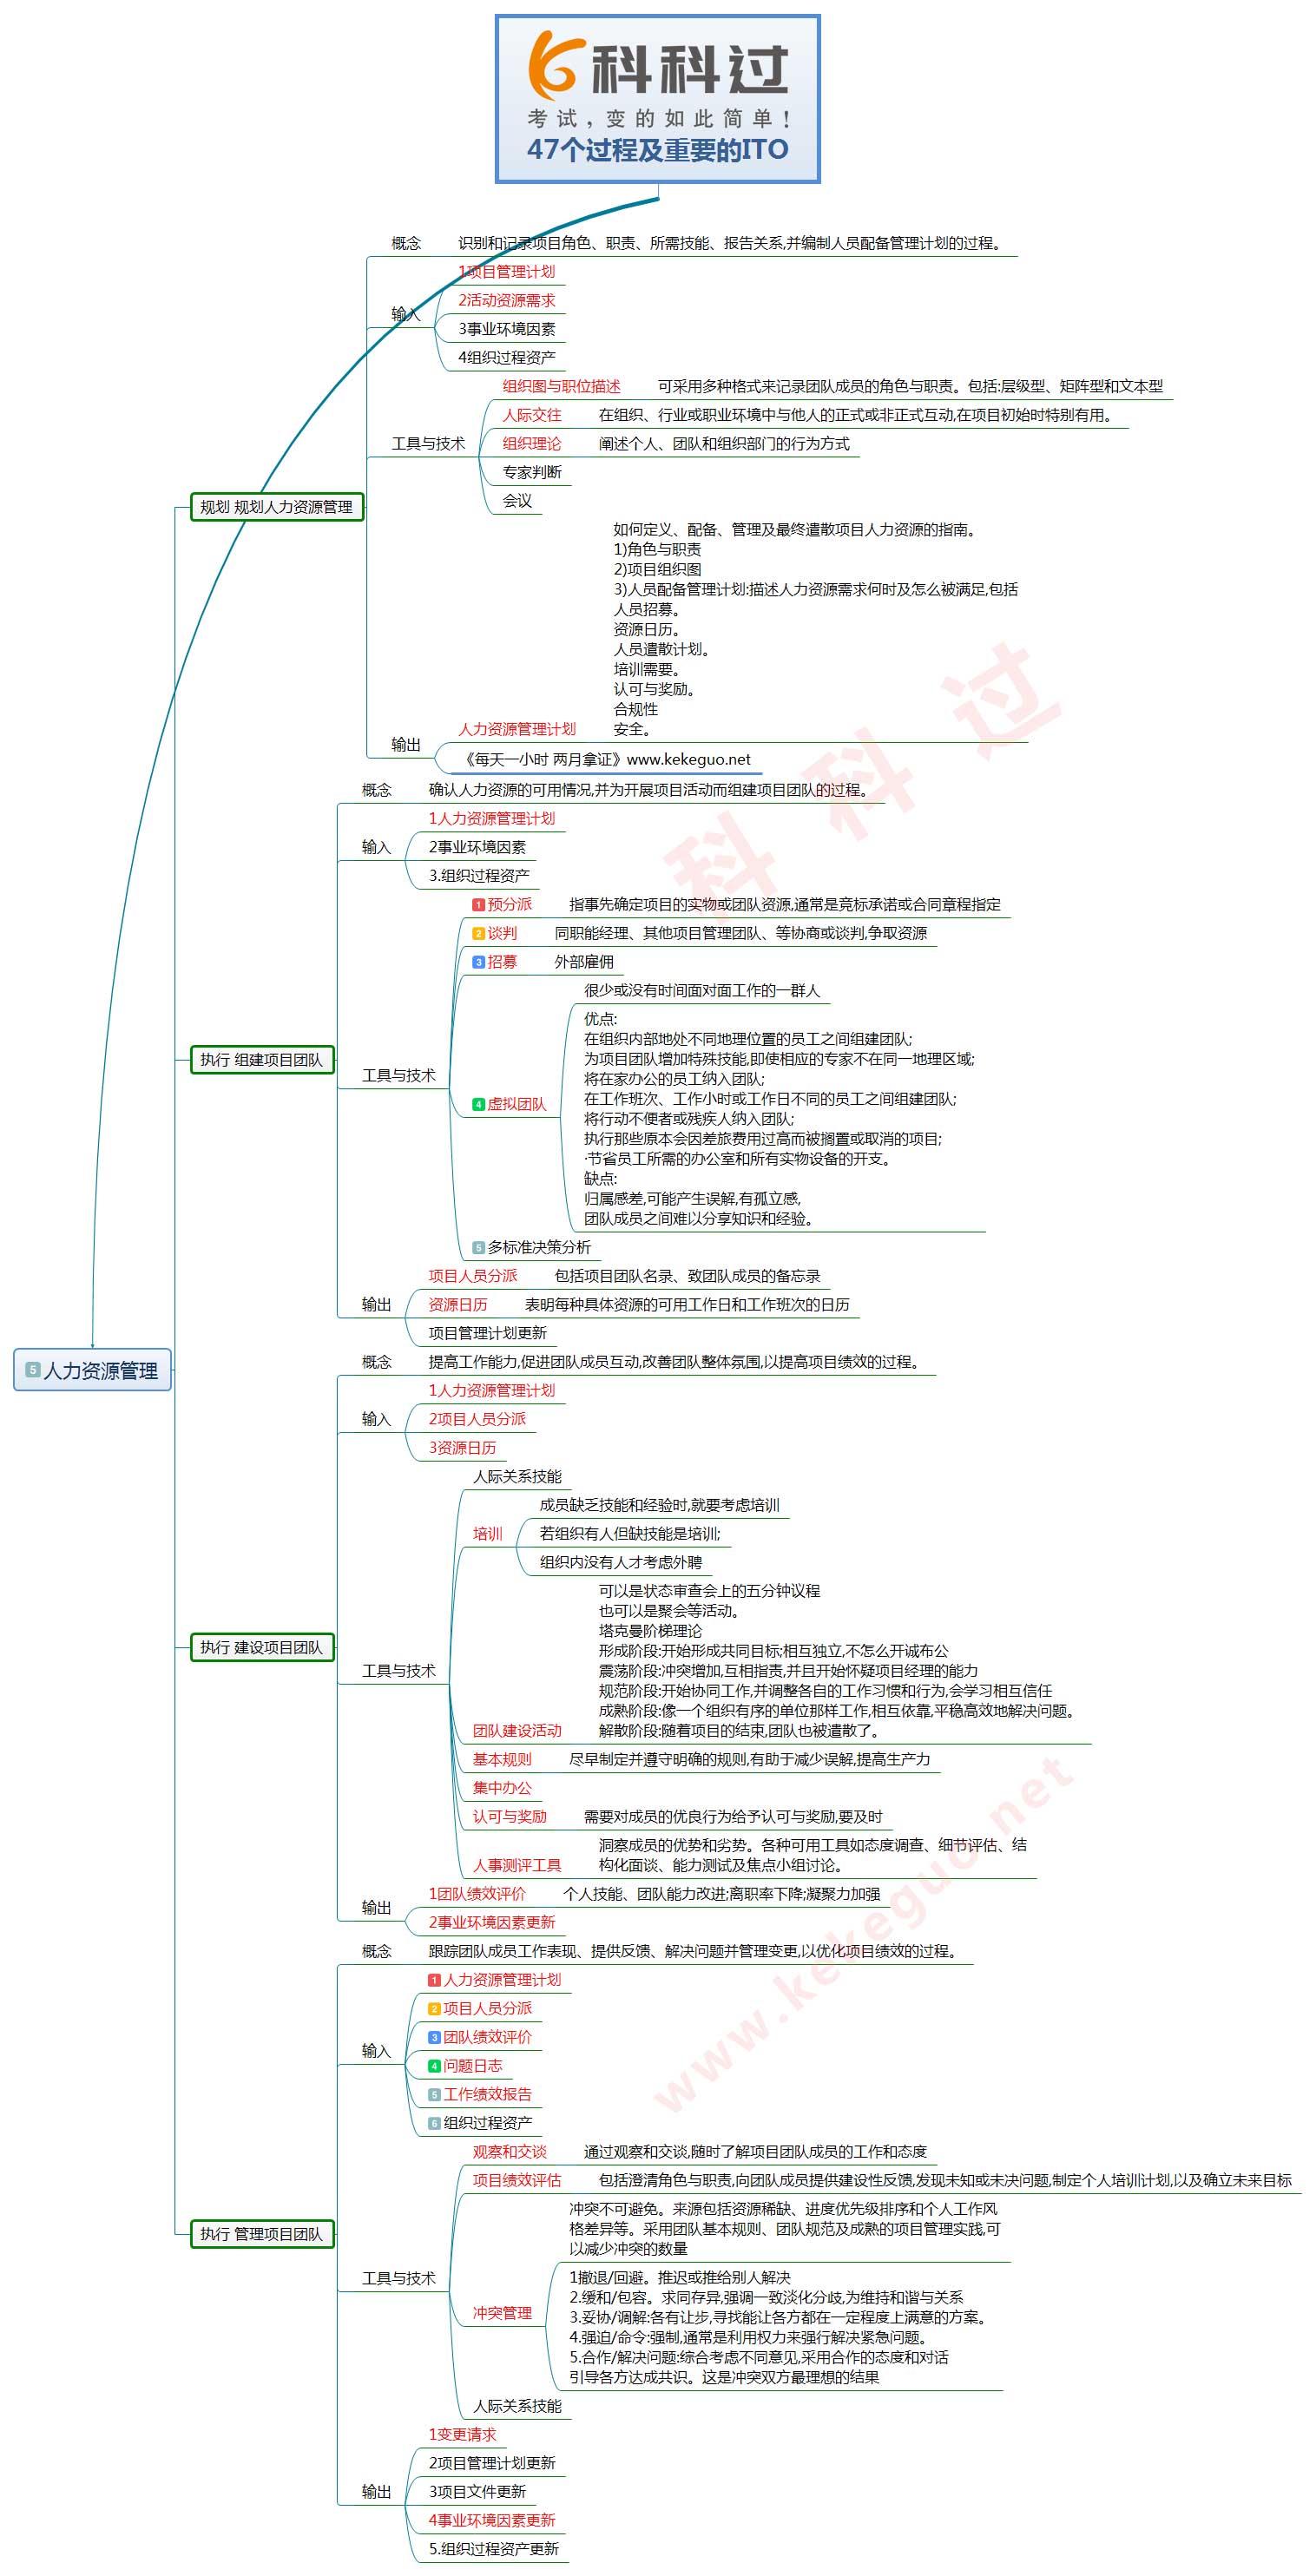 科科过
考试，变的如此简单！
47个过程及重要的ITO
5 人力资源管理
规划 规划人力资源管理
概念
识别和记录项目角色、职责、所需技能、报告关系,并编制人员配备管理计划的过程。
输入
1项目管理计划
2活动资源需求
3事业环境因素
4组织过程资产
工具与技术
组织图与职位描述
可采用多种格式来记录团队成员的角色与职责。包括:层级型、矩阵型和文本型
人际交往
在组织、行业或职业环境中与他人的正式或非正式互动,在项目初始时特别有用。
组织理论
阐述个人、团队和组织部门的行为方式
专家判断
会议
输出
人力资源管理计划
如何定义、配备、管理及最终遣散项目人力资源的指南。
1)角色与职责
2)项目组织图
3)人员配备管理计划:描述人力资源需求何时及怎么被满足,包括
人员招募。
资源日历。
人员遣散计划。
培训需要。
认可与奖励。
合规性
安全。
《每天一小时 两月拿证》www.kekeguo.net
执行 组建项目团队
概念
确认人力资源的可用情况,并为开展项目活动而组建项目团队的过程。
输入
1人力资源管理计划
2事业环境因素
3.组织过程资产
工具与技术
1 预分派
指事先确定项目的实物或团队资源,通常是竞标承诺或合同章程指定
2 谈判
同职能经理、其他项目管理团队、等协商或谈判,争取资源
3 招募
外部雇佣
4 虚拟团队
很少或没有时间面对面工作的一群人
优点:
在组织内部地处不同地理位置的员工之间组建团队;
为项目团队增加特殊技能,即使相应的专家不在同一地理区域;
将在家办公的员工纳入团队;
在工作班次、工作小时或工作日不同的员工之间组建团队;
将行动不便者或残疾人纳入团队;
执行那些原本会因差旅费用过高而被搁置或取消的项目;
·节省员工所需的办公室和所有实物设备的开支。
缺点:
归属感差,可能产生误解,有孤立感,
团队成员之间难以分享知识和经验。
5 多标准决策分析
输出
项目人员分派
包括项目团队名录、致团队成员的备忘录
资源日历
表明每种具体资源的可用工作日和工作班次的日历
项目管理计划更新
执行 建设项目团队
概念
提高工作能力,促进团队成员互动,改善团队整体氛围,以提高项目绩效的过程。
输入
1人力资源管理计划
2项目人员分派
3资源日历
工具与技术
人际关系技能
培训
成员缺乏技能和经验时,就要考虑培训
若组织有人但缺技能是培训;
组织内没有人才考虑外聘
团队建设活动
可以是状态审查会上的五分钟议程
也可以是聚会等活动。
塔克曼阶梯理论
形成阶段:开始形成共同目标;相互独立,不怎么开诚布公
震荡阶段:冲突增加,互相指责,并且开始怀疑项目经理的能力
规范阶段:开始协同工作,并调整各自的工作习惯和行为,会学习相互信任
成熟阶段:像一个组织有序的单位那样工作,相互依靠,平稳高效地解决问题。
解散阶段:随着项目的结束,团队也被遣散了。
基本规则
尽早制定并遵守明确的规则,有助于减少误解,提高生产力
集中办公
认可与奖励
需要对成员的优良行为给予认可与奖励,要及时
人事测评工具
洞察成员的优势和劣势。各种可用工具如态度调查、细节评估、结
构化面谈、能力测试及焦点小组讨论。
输出
1团队绩效评价
个人技能、团队能力改进;离职率下降;凝聚力加强
2事业环境因素更新
执行 管理项目团队
概念
跟踪团队成员工作表现、提供反馈、解决问题并管理变更,以优化项目绩效的过程。
输入
1 人力资源管理计划
2 项目人员分派
3 团队绩效评价
4 问题日志
5 工作绩效报告
6 组织过程资产
工具与技术
观察和交谈
通过观察和交谈,随时了解项目团队成员的工作和态度
项目绩效评估
包括澄清角色与职责,向团队成员提供建设性反馈,发现未知或未决问题,制定个人培训计划,以及确立未来目标
冲突管理
冲突不可避免。来源包括资源稀缺、进度优先级排序和个人工作风
格差异等。采用团队基本规则、团队规范及成熟的项目管理实践,可
以减少冲突的数量
1撤退/回避。推迟或推给别人解决
2.缓和/包容。求同存异,强调一致淡化分歧,为维持和谐与关系
3.妥协/调解:各有让步,寻找能让各方都在一定程度上满意的方案。
4.强迫/命令:强制,通常是利用权力来强行解决紧急问题。
5.合作/解决问题:综合考虑不同意见,采用合作的态度和对话
引导各方达成共识。这是冲突双方最理想的结果
人际关系技能
输出
1变更请求
2项目管理计划更新
3项目文件更新
4事业环境因素更新
5.组织过程资产更新
科科过
www.kekeguo.net